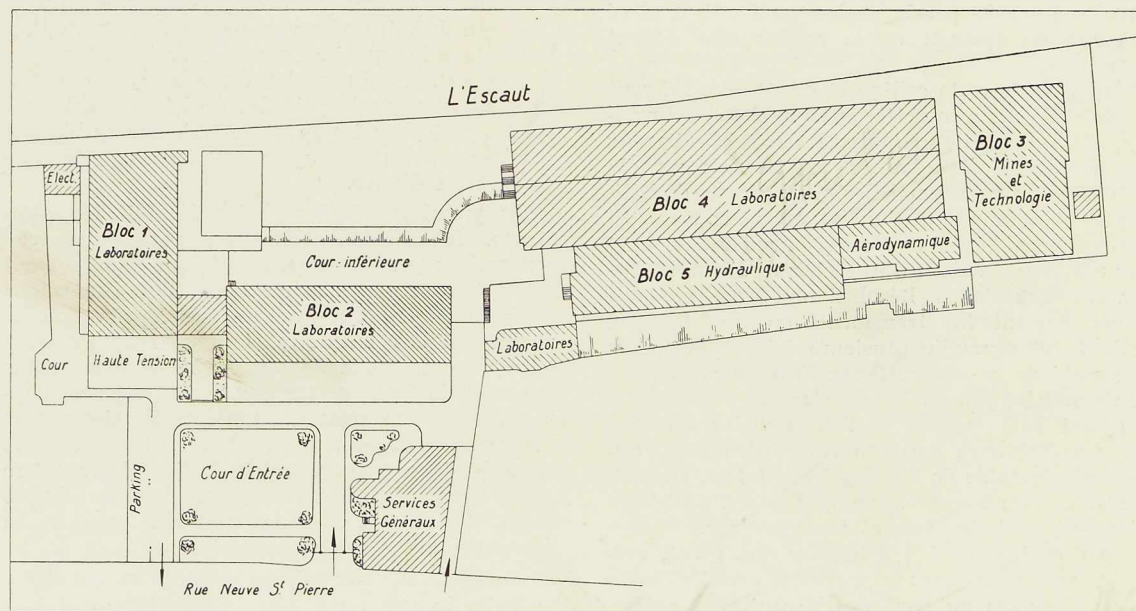 L'Escaut
Elect.
Bloc 1
Laboratoires
Bloc 3
Mines
et
Technologie
Bloc 4 Laboratoires
Aérodynamique
Cour inférieure
Bloc 5 Hydraulique
Bloc 2
Laboratoires
Laboratoires
Cour
Haute Tension
Parking
Cour d'Entrée
Services
Généraux
Rue Neuve St Pierre